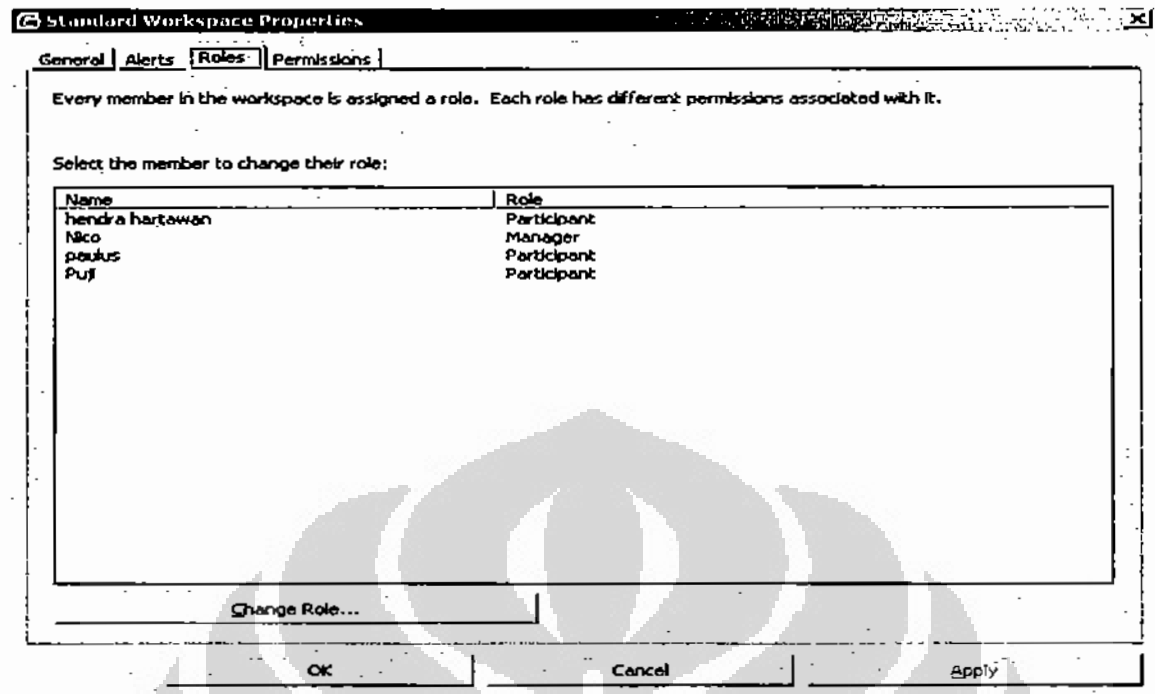 Standard Workspace Properties
General Alerts Roles Permissions
Every member in the workspace is assigned a role. Each role has different permissions associated with it.
Select the member to change their role:
Name Role
hendra hartawan Participant
Nico Manager
paulus Participant
Puji Participant
Change Role...
OK Cancel Apply